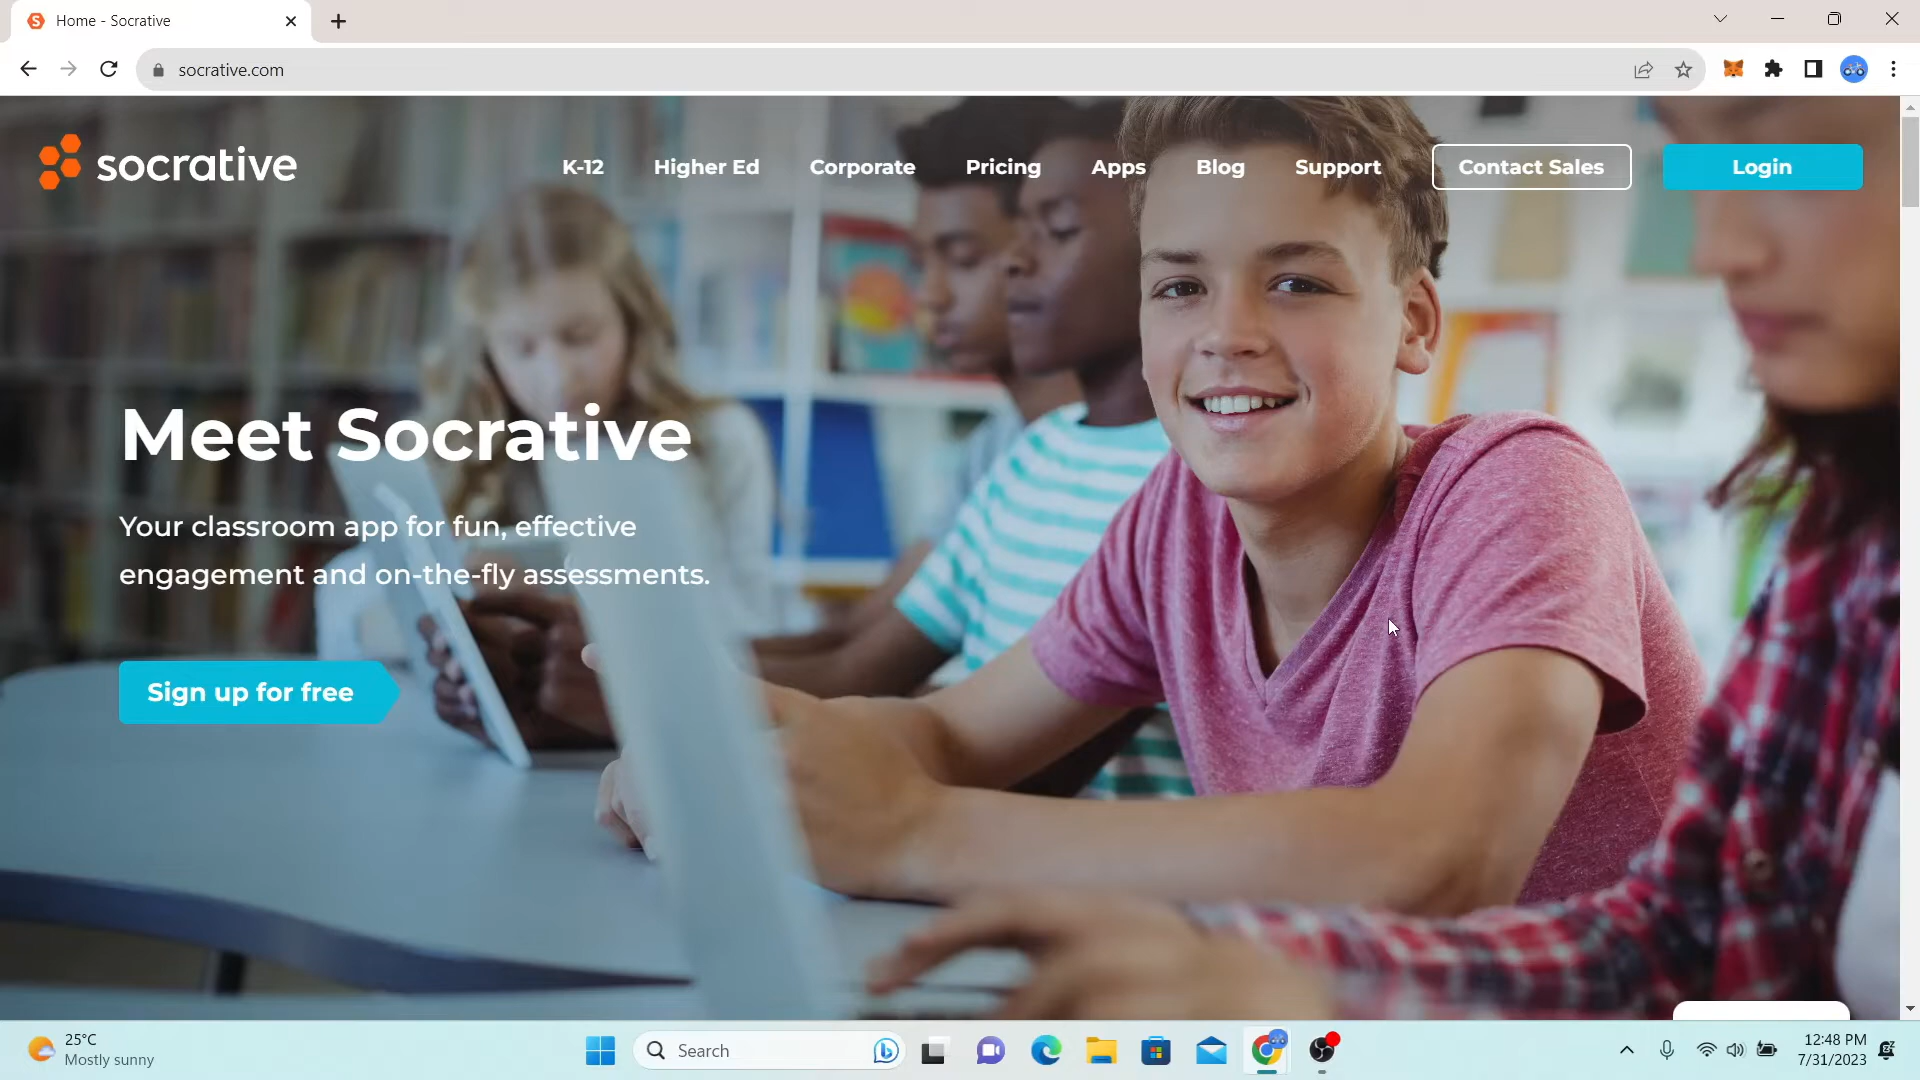 Home - Socrative
socrative.com
socrative
K-12
Higher Ed
Corporate
Pricing
Apps
Blog
Support
Contact Sales
Login
Meet Socrative
Your classroom app for fun, effective
engagement and on-the-fly assessments.
Sign up for free
25°C
Mostly sunny
Search
12:48 PM
7/31/2023